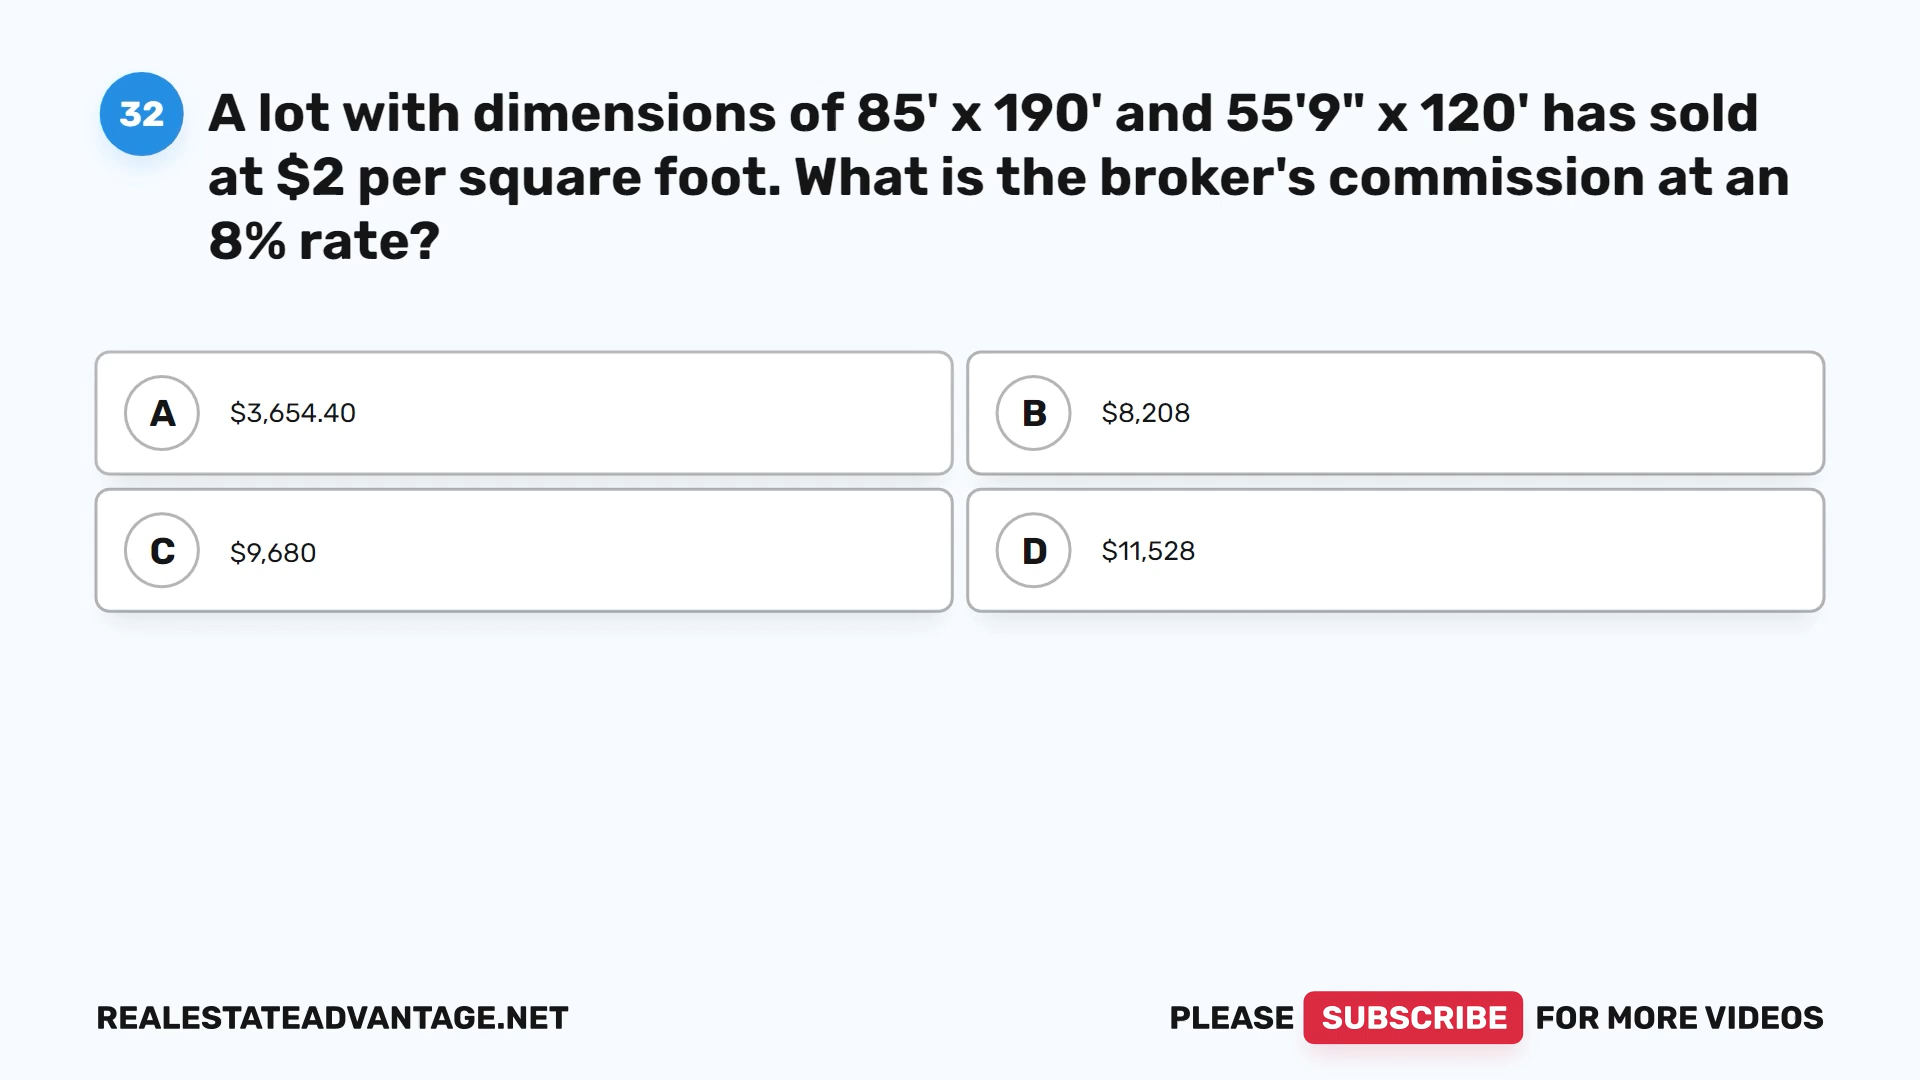 32
A lot with dimensions of 85' x 190' and 55'9" x 120' has sold
at $2 per square foot. What is the broker's commission at an
8% rate?
A $3,654.40
B $8,208
C $9,680
D $11,528
REALESTATEADVANTAGE.NET
PLEASE SUBSCRIBE FOR MORE VIDEOS